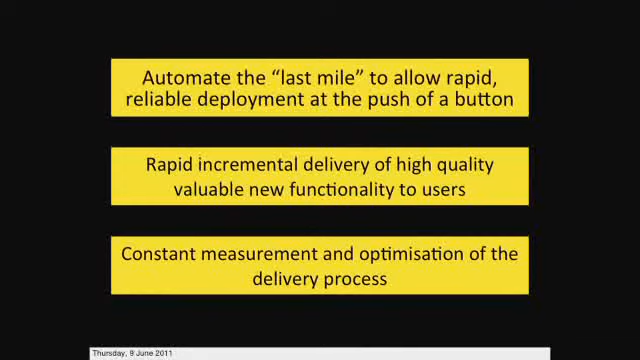 Automate the “last mile” to allow rapid,
reliable deployment at the push of a button
Rapid incremental delivery of high quality
valuable new functionality to users
Constant measurement and optimisation of the
delivery process
Thursday, 9 June 2011